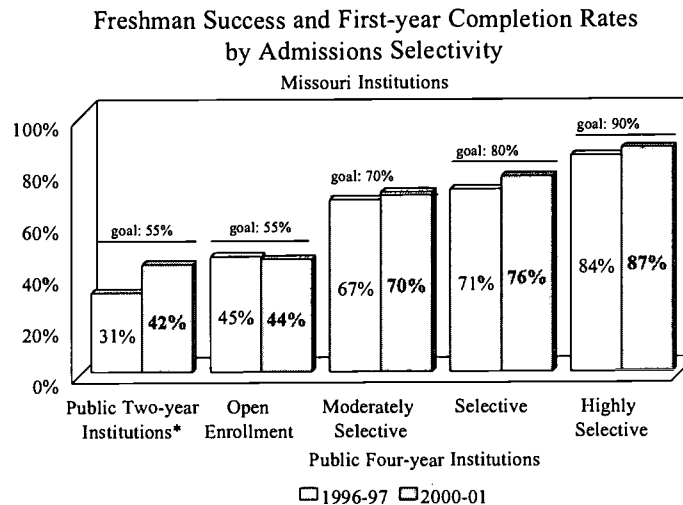 Freshman Success and First-year Completion Rates
by Admissions Selectivity
Missouri Institutions
100%
80%
60%
40%
20%
0%
goal: 55%
goal: 55%
goal: 70%
goal: 80%
goal: 90%
31%
42%
45%
44%
67%
70%
71%
76%
84%
87%
Public Two-year
Institutions*
Open
Enrollment
Moderately
Selective
Selective
Highly
Selective
Public Four-year Institutions
1996-97 2000-01